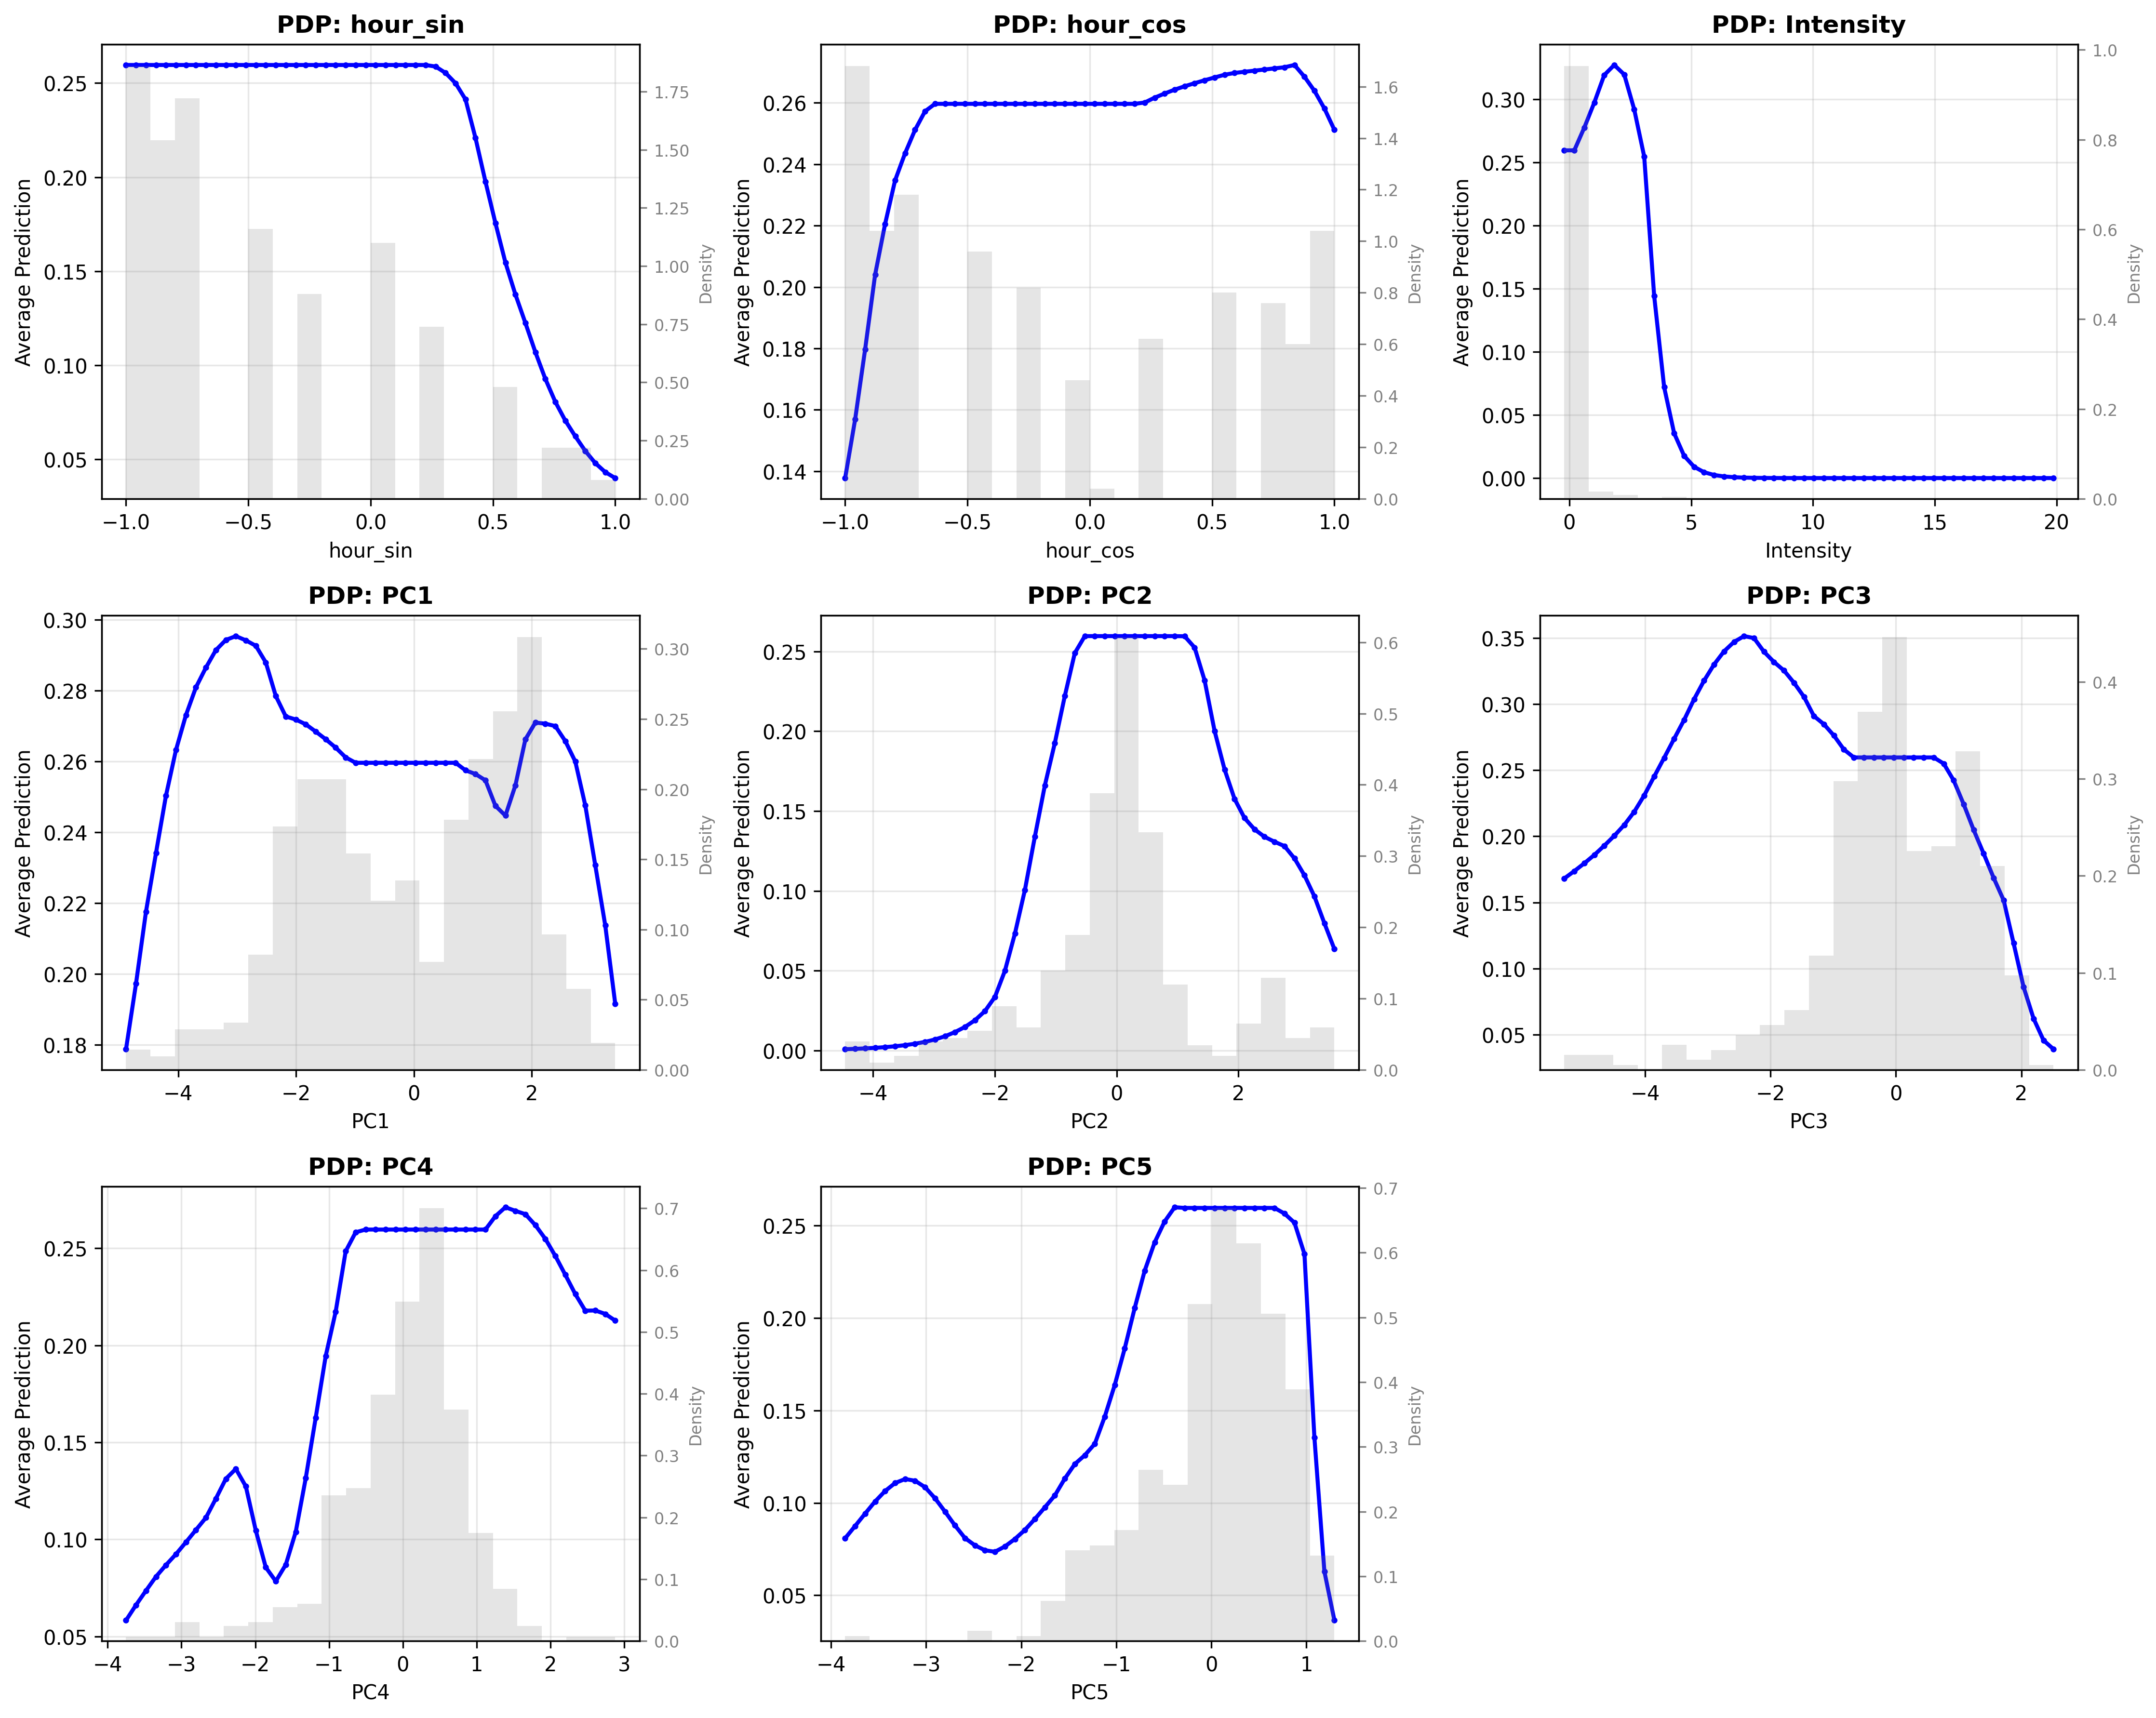 PDP: hour_sin
PDP: hour_cos
PDP: Intensity
0.25
0.20
0.15
0.10
0.05
Average Prediction
1.75
1.50
1.25
1.00
0.75
0.50
0.25
0.00
Density
−1.0 −0.5 0.0 0.5 1.0
hour_sin
0.26
0.24
0.22
0.20
0.18
0.16
0.14
Average Prediction
1.6
1.4
1.2
1.0
0.8
0.6
0.4
0.2
0.0
Density
−1.0 −0.5 0.0 0.5 1.0
hour_cos
0.30
0.25
0.20
0.15
0.10
0.05
0.00
Average Prediction
1.0
0.8
0.6
0.4
0.2
0.0
Density
0 5 10 15 20
Intensity
PDP: PC1
PDP: PC2
PDP: PC3
0.30
0.28
0.26
0.24
0.22
0.20
0.18
Average Prediction
0.30
0.25
0.20
0.15
0.10
0.05
0.00
Density
−4 −2 0 2
PC1
0.25
0.20
0.15
0.10
0.05
0.00
Average Prediction
0.6
0.5
0.4
0.3
0.2
0.1
0.0
Density
−4 −2 0 2
PC2
0.35
0.30
0.25
0.20
0.15
0.10
0.05
Average Prediction
0.4
0.3
0.2
0.1
0.0
Density
−4 −2 0 2
PC3
PDP: PC4
PDP: PC5
0.25
0.20
0.15
0.10
0.05
Average Prediction
0.7
0.6
0.5
0.4
0.3
0.2
0.1
0.0
Density
−4 −3 −2 −1 0 1 2 3
PC4
0.25
0.20
0.15
0.10
0.05
Average Prediction
0.7
0.6
0.5
0.4
0.3
0.2
0.1
0.0
Density
−4 −3 −2 −1 0 1
PC5